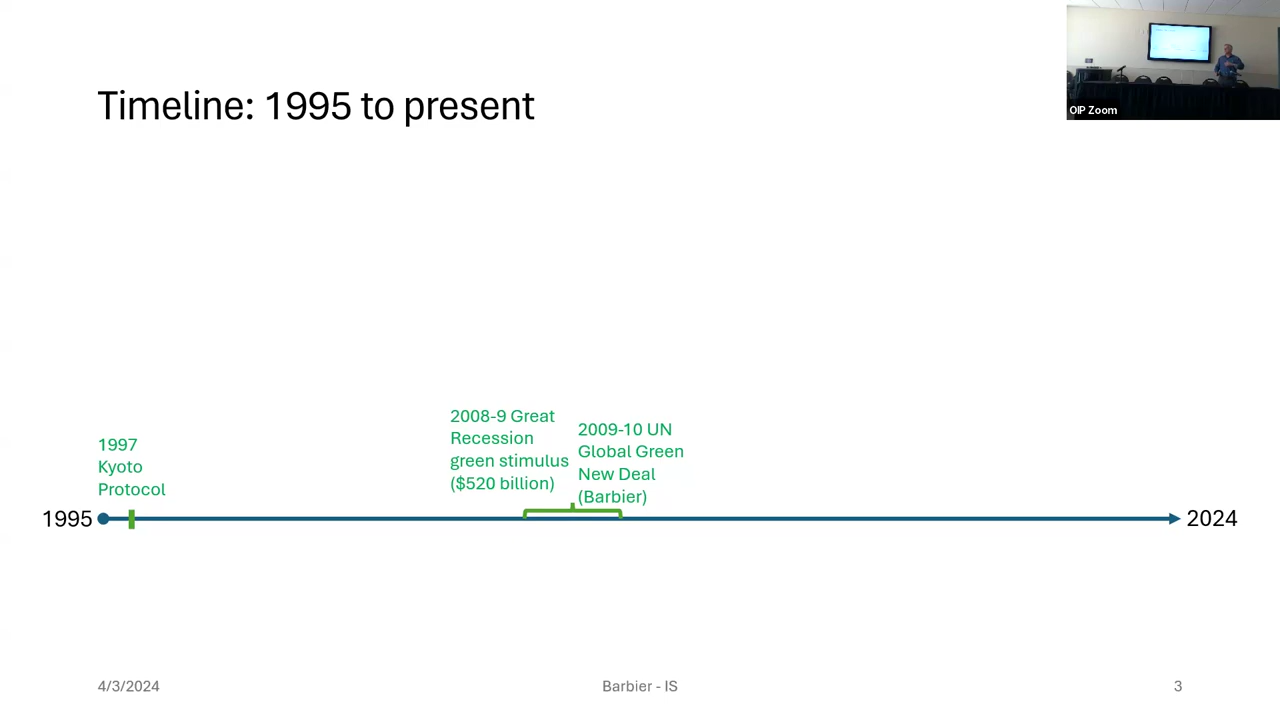 OIP Zoom
Timeline: 1995 to present
1997
Kyoto
Protocol
2008-9 Great
Recession
green stimulus
($520 billion)
2009-10 UN
Global Green
New Deal
(Barbier)
1995
2024
4/3/2024
Barbier - IS
3